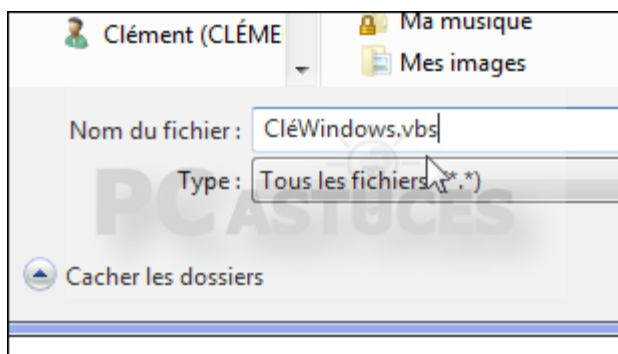 Clément (CLÉME
Ma musique
Mes images
Nom du fichier : CléWindows.vbs
Type : Tous les fichiers (*.*)
PC ASTUCES
Cacher les dossiers